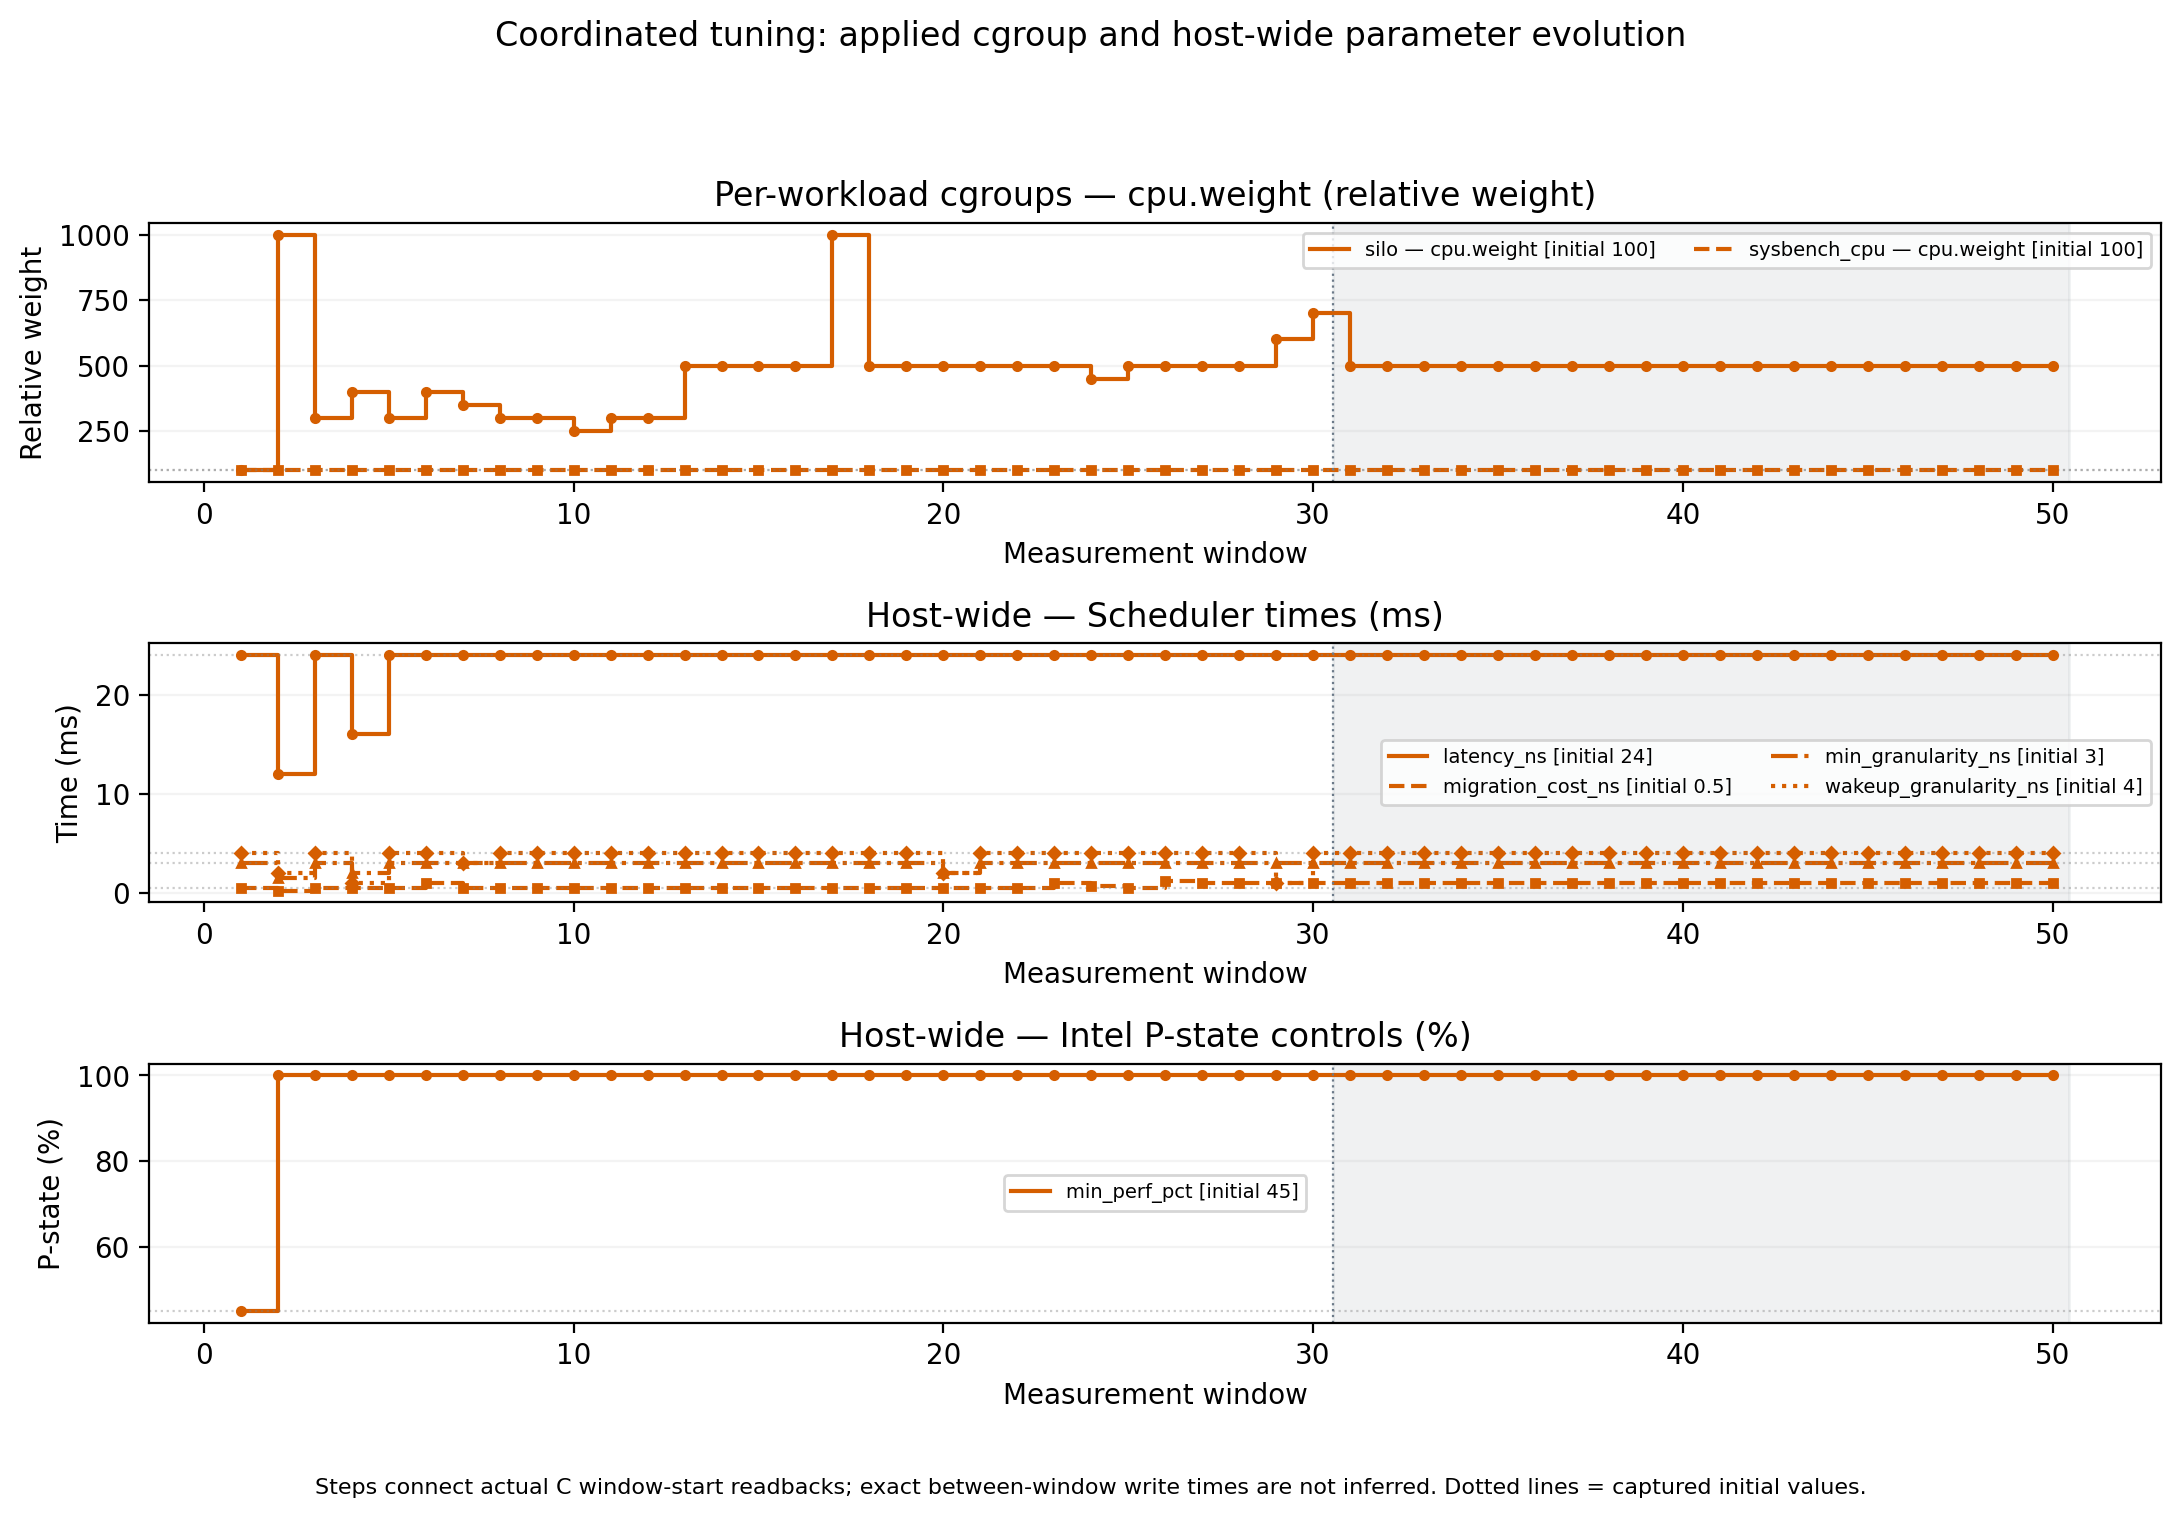 Coordinated tuning: applied cgroup and host-wide parameter evolution
Per-workload cgroups — cpu.weight (relative weight)
Relative weight
1000
750
500
250
silo — cpu.weight [initial 100]
sysbench_cpu — cpu.weight [initial 100]
0 10 20 30 40 50
Measurement window
Host-wide — Scheduler times (ms)
Time (ms)
20
10
0
latency_ns [initial 24]
migration_cost_ns [initial 0.5]
min_granularity_ns [initial 3]
wakeup_granularity_ns [initial 4]
0 10 20 30 40 50
Measurement window
Host-wide — Intel P-state controls (%)
P-state (%)
100
80
60
min_perf_pct [initial 45]
0 10 20 30 40 50
Measurement window
Steps connect actual C window-start readbacks; exact between-window write times are not inferred. Dotted lines = captured initial values.